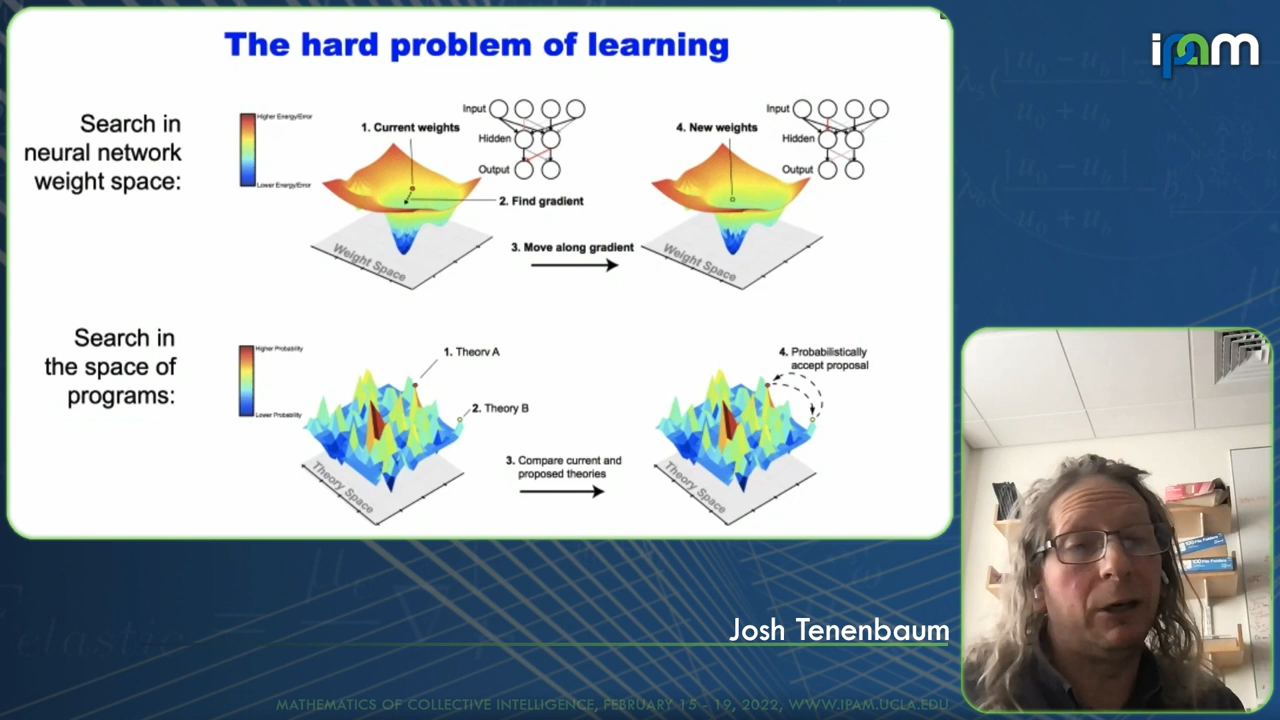 The hard problem of learning
ipam
Search in
neural network
weight space:
Higher Energy/Error
Lower Energy/Error
1. Current weights
Input
Hidden
Output
2. Find gradient
3. Move along gradient
Weight Space
4. New weights
Input
Hidden
Output
Weight Space
Search in
the space of
programs:
Higher Probability
Lower Probability
1. Theory A
2. Theory B
3. Compare current and
proposed theories
Theory Space
4. Probabilistically
accept proposal
Theory Space
Josh Tenenbaum
MATHEMATICS OF COLLECTIVE INTELLIGENCE, FEBRUARY 15 - 19, 2022, WWW.IPAM.UCLA.EDU